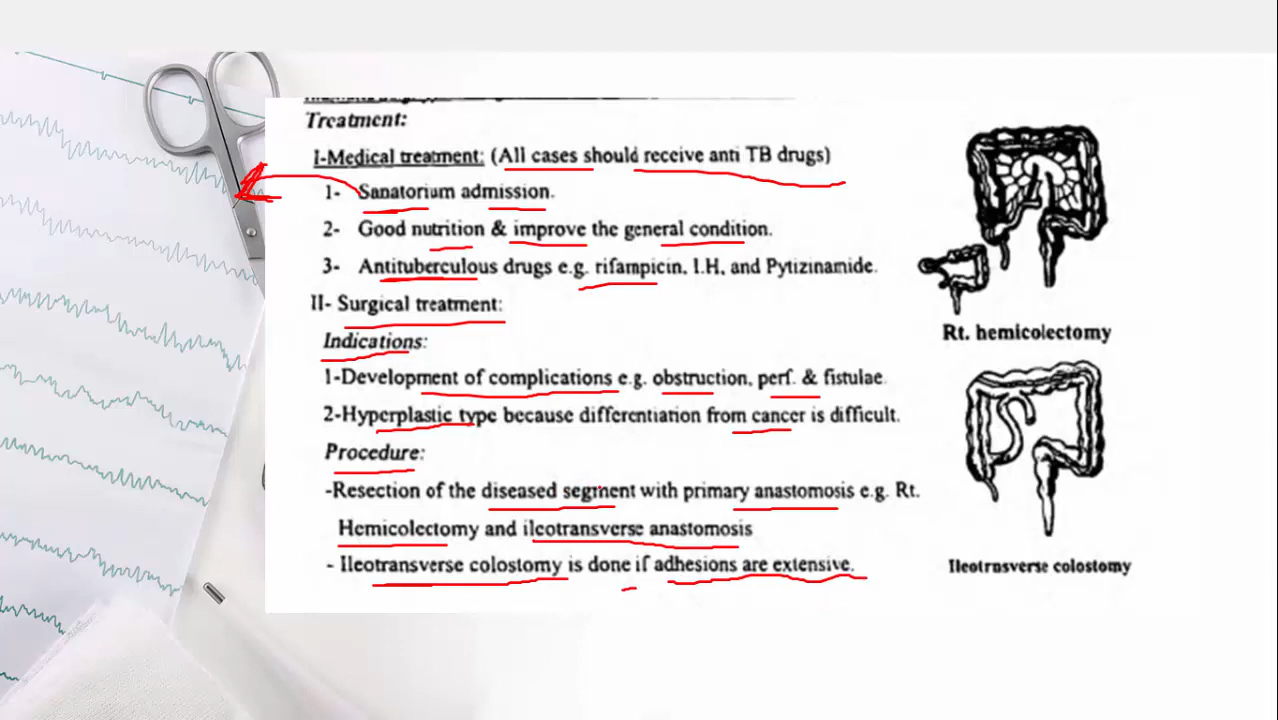 Treatment:
I-Medical treatment: (All cases should receive anti TB drugs)
1- Sanatorium admission.
2- Good nutrition & improve the general condition.
3- Antituberculous drugs e.g. rifampicin, I.H, and Pytizinamide.
II- Surgical treatment:
Indications:
1-Development of complications e.g. obstruction, perf. & fistulae.
2-Hyperplastic type because differentiation from cancer is difficult.
Procedure:
-Resection of the diseased segment with primary anastomosis e.g. Rt.
Hemicolectomy and ileotransverse anastomosis
- Ileotransverse colostomy is done if adhesions are extensive.
Rt. hemicolectomy
Ileotrnsverse colostomy